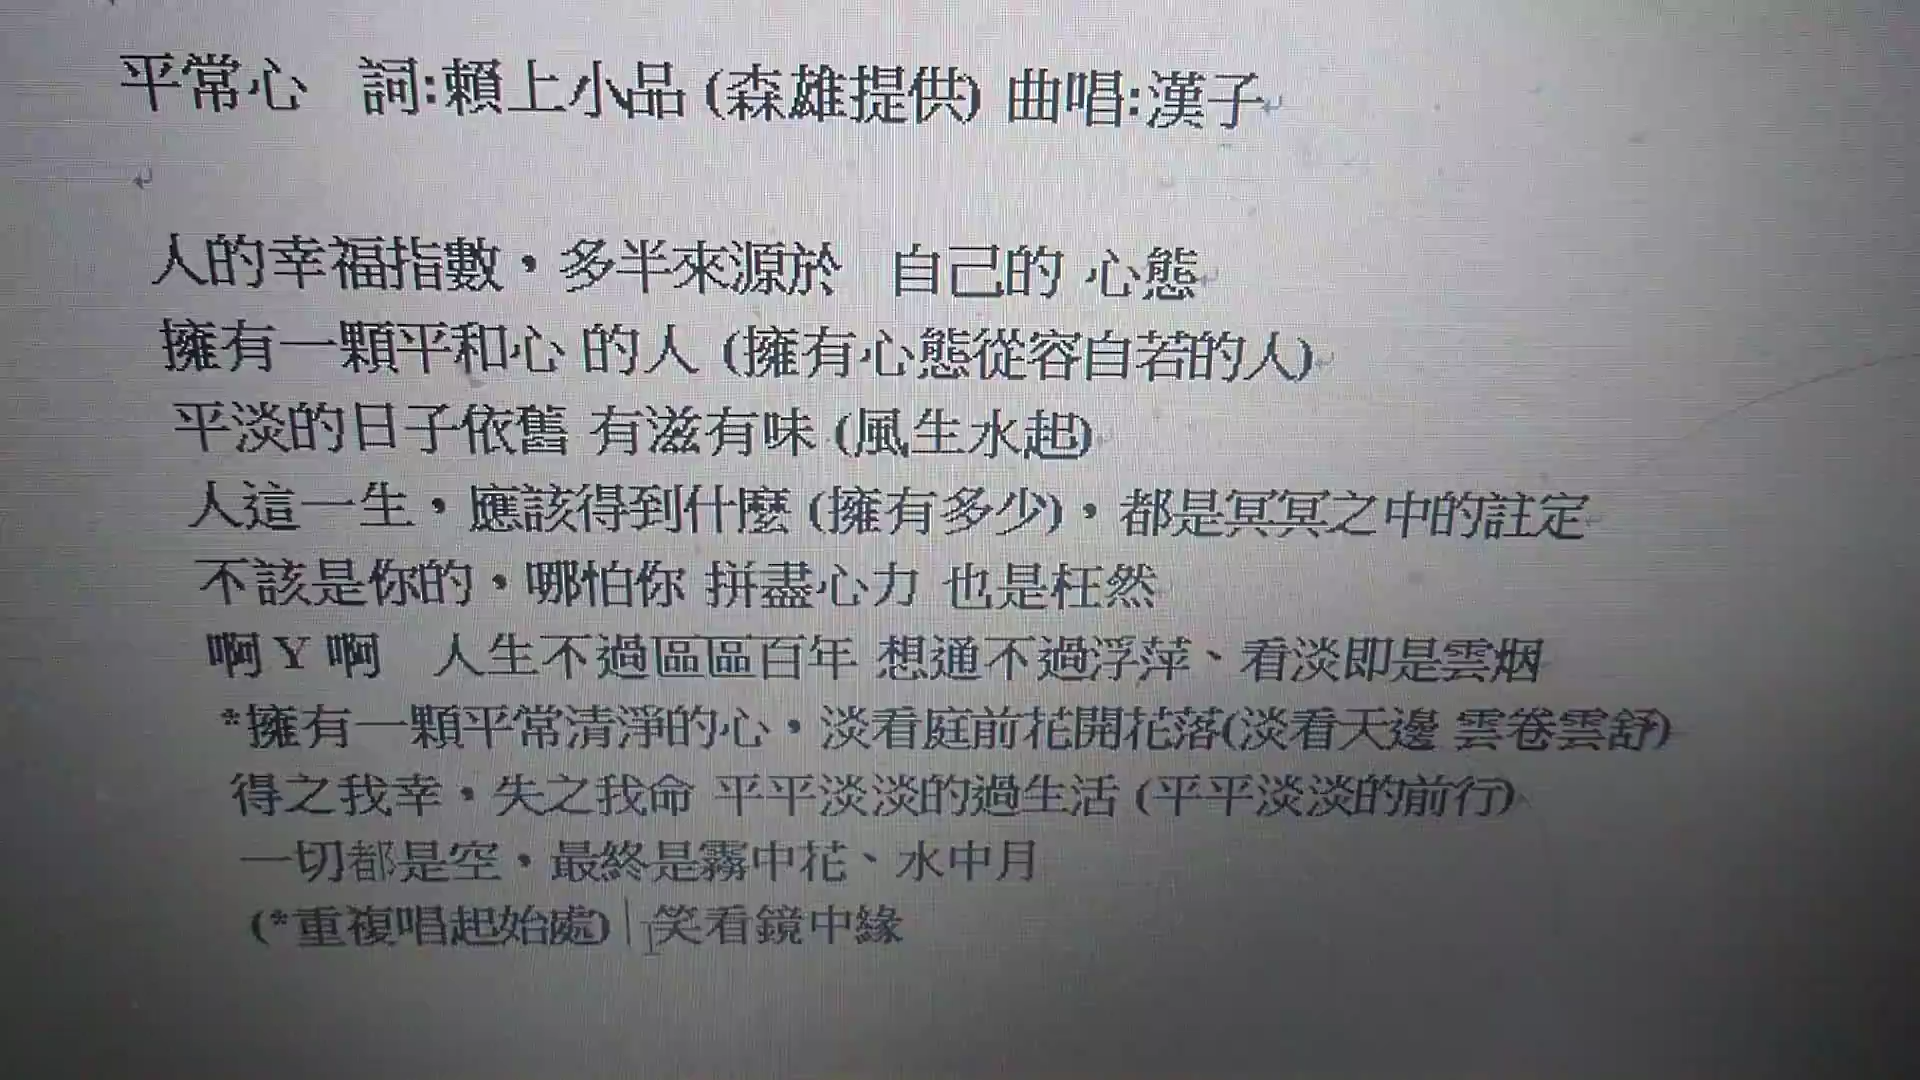 平常心 詞:賴上小品 (森雄提供) 曲唱:漢子
人的幸福指數，多半來源於 自己的 心態
擁有一顆平和心 的人 (擁有心態從容自若的人)
平淡的日子依舊 有滋有味 (風生水起)
人這一生，應該得到什麼 (擁有多少)，都是冥冥之中的註定
不該是你的，哪怕你 拼盡心力 也是枉然
啊 Y 啊 人生不過區區百年 想通不過浮萍、看淡即是雲烟
*擁有一顆平常清淨的心，淡看庭前花開花落(淡看天邊 雲卷雲舒)
得之我幸，失之我命 平平淡淡的過生活 (平平淡淡的前行)
一切都是空，最終是霧中花、水中月
(*重複唱起始處) 笑看鏡中緣